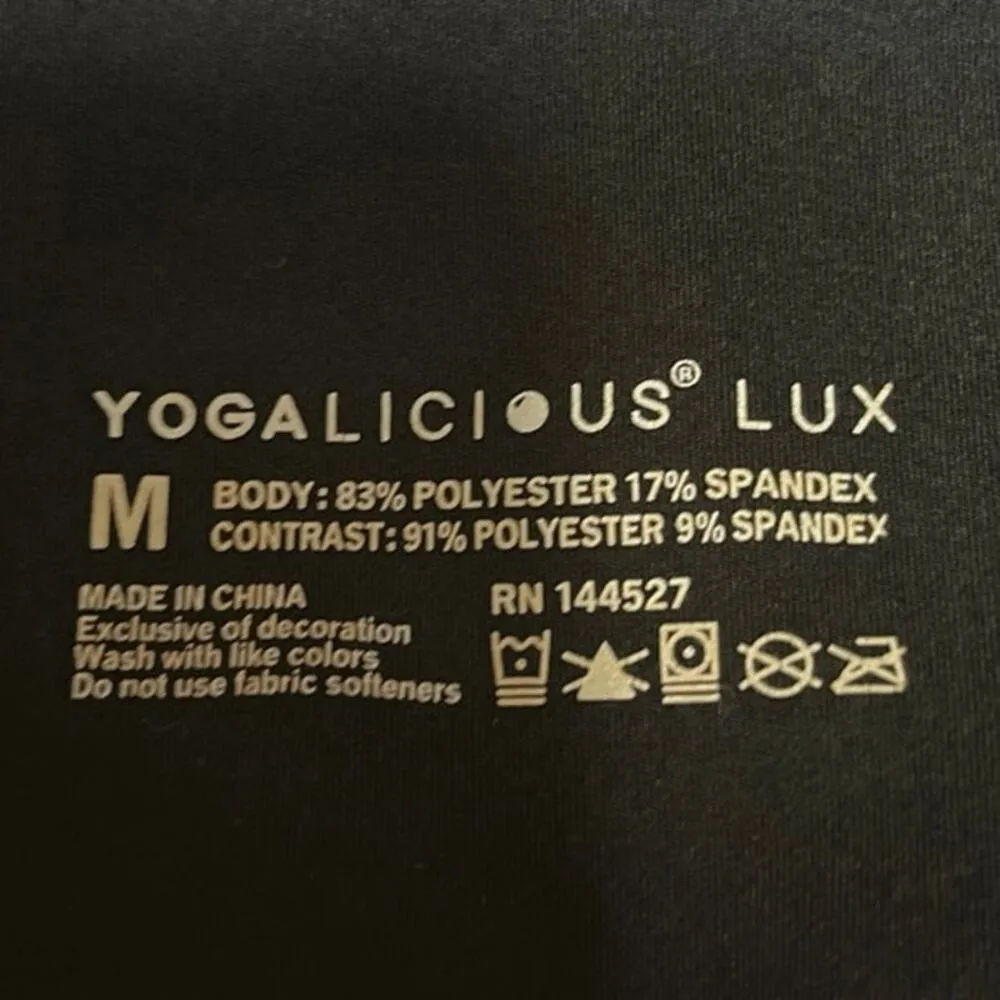 YOGALICIOUS® LUX
M
BODY: 83% POLYESTER 17% SPANDEX
CONTRAST: 91% POLYESTER 9% SPANDEX
MADE IN CHINA
Exclusive of decoration
Wash with like colors
Do not use fabric softeners
RN 144527